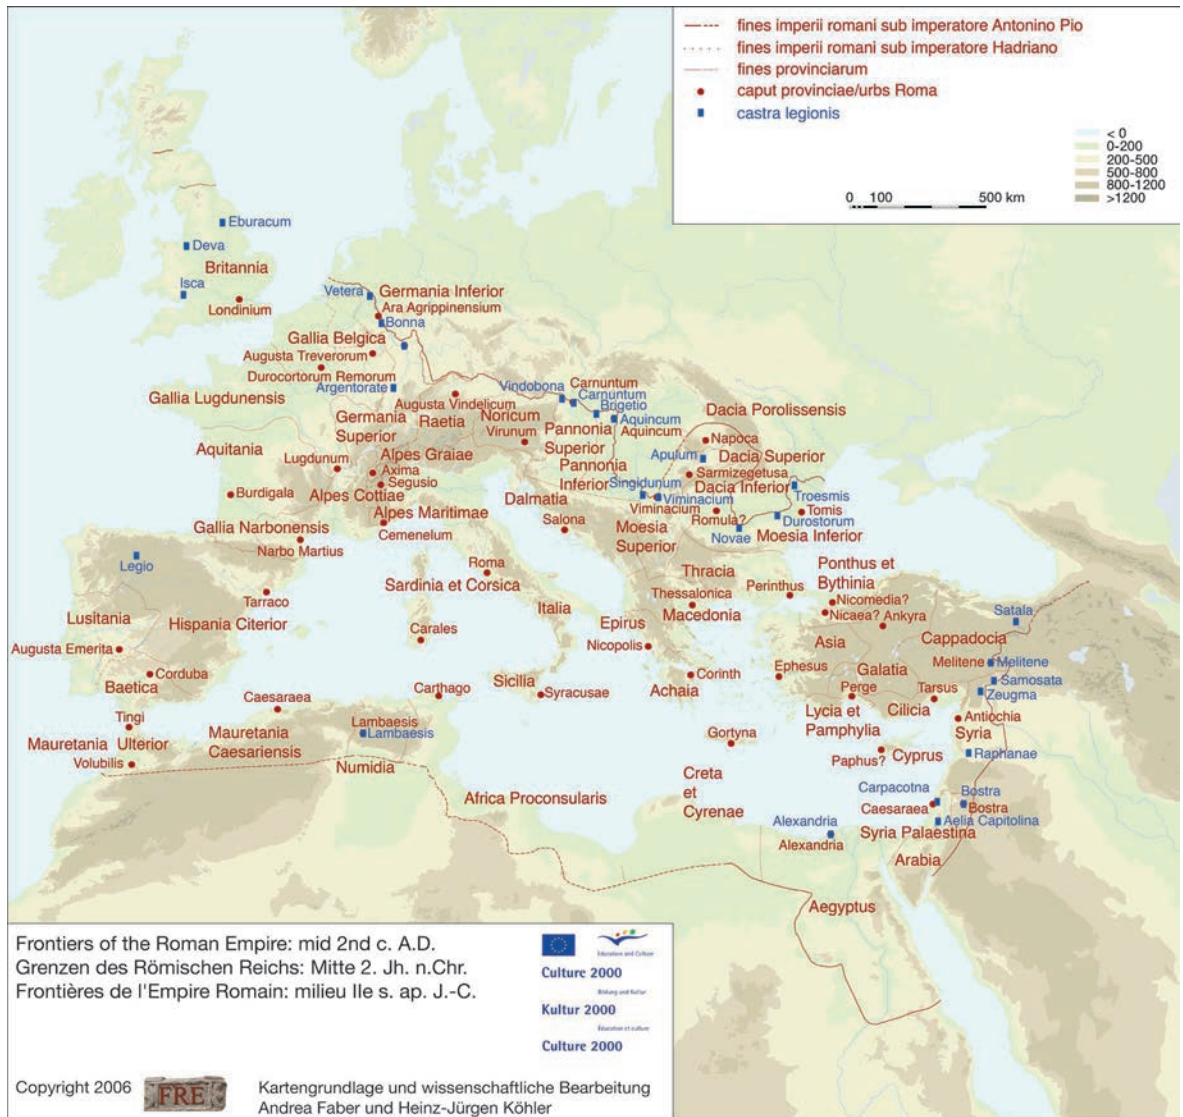 fines imperii romani sub imperatore Antonino Pio
fines imperii romani sub imperatore Hadriano
fines provinciarum
caput provinciae/urbs Roma
castra legionis
< 0
0-200
200-500
500-800
800-1200
>1200
0 100 500 km
Eburacum
Deva
Britannia
Isca
Londinium
Vetera
Germania Inferior
Ara Agrippinensium
Bonna
Gallia Belgica
Augusta Treverorum
Durocortorum Remorum
Argentorate
Gallia Lugdunensis
Vindobona
Carnuntum
Carnuntum
Brigetio
Aquincum
Aquincum
Augusta Vindelicum
Germania
Superior
Raetia
Noricum
Virunum
Pannonia
Superior
Pannonia
Inferior
Dacia Porolissensis
Napoca
Dacia Superior
Apulum
Sarmizegetusa
Dacia Inferior
Aquitania
Lugdunum
Alpes Graiae
Axima
Segusio
Burdigala
Alpes Cottiae
Alpes Maritimae
Cemenelum
Gallia Narbonensis
Narbo Martius
Singidunum
Viminacium
Viminacium
Dalmatia
Salona
Moesia
Superior
Romula?
Novae
Troesmis
Tomis
Durostorum
Moesia Inferior
Legio
Tarraco
Lusitania
Hispania Citerior
Augusta Emerita
Corduba
Baetica
Roma
Sardinia et Corsica
Italia
Carales
Thracia
Perinthus
Thessalonica
Macedonia
Epirus
Nicopolis
Corinth
Achaia
Ponthus et
Bythinia
Nicomedia?
Nicaea?
Ankyra
Asia
Ephesus
Galatia
Cappadocia
Satala
Melitene
Melitene
Samosata
Zeugma
Perge
Tarsus
Lycia et
Pamphylia
Cilicia
Antiochia
Syria
Raphanae
Paphus?
Cyprus
Sicilia
Syracusae
Carthago
Caesaraea
Tingi
Mauretania Ulterior
Volubilis
Mauretania
Caesariensis
Lambaesis
Lambaesis
Numidia
Africa Proconsularis
Gortyna
Creta
et
Cyrenae
Carpacotna
Caesaraea
Bostra
Bostra
Aelia Capitolina
Syria Palaestina
Arabia
Alexandria
Alexandria
Aegyptus
Frontiers of the Roman Empire: mid 2nd c. A.D.
Grenzen des Römischen Reichs: Mitte 2. Jh. n.Chr.
Frontières de l'Empire Romain: milieu IIe s. ap. J.-C.
Education and Culture
Culture 2000
Bildung und Kultur
Kultur 2000
Éducation et culture
Culture 2000
Copyright 2006
FRE
Kartengrundlage und wissenschaftliche Bearbeitung
Andrea Faber und Heinz-Jürgen Köhler